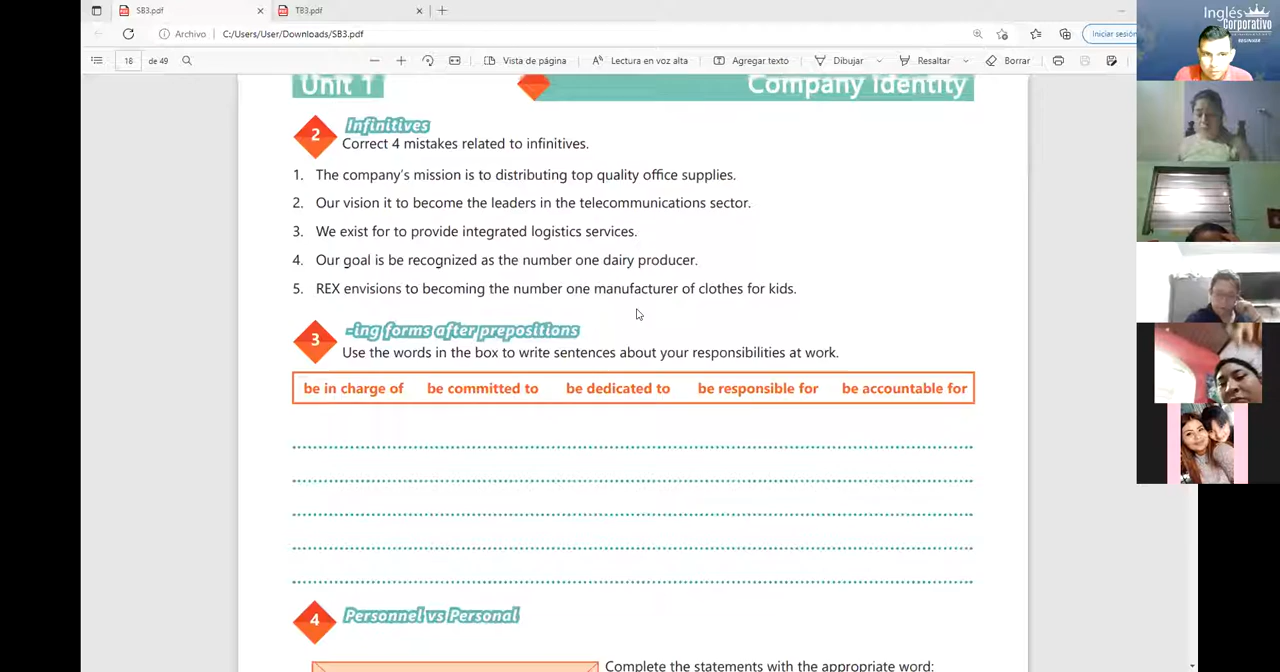 SB3.pdf
TB3.pdf
Archivo
C:/Users/User/Downloads/SB3.pdf
Iniciar sesión
18 de 49
Vista de página
Lectura en voz alta
Agregar texto
Dibujar
Resaltar
Borrar
Inglés
Corporativo
BEGINNER
Unit 1
Company Identity
2 Infinitives
Correct 4 mistakes related to infinitives.
1. The company's mission is to distributing top quality office supplies.
2. Our vision it to become the leaders in the telecommunications sector.
3. We exist for to provide integrated logistics services.
4. Our goal is be recognized as the number one dairy producer.
5. REX envisions to becoming the number one manufacturer of clothes for kids.
3 -ing forms after prepositions
Use the words in the box to write sentences about your responsibilities at work.
be in charge of be committed to be dedicated to be responsible for be accountable for
4 Personnel vs Personal
Complete the statements with the appropriate word: